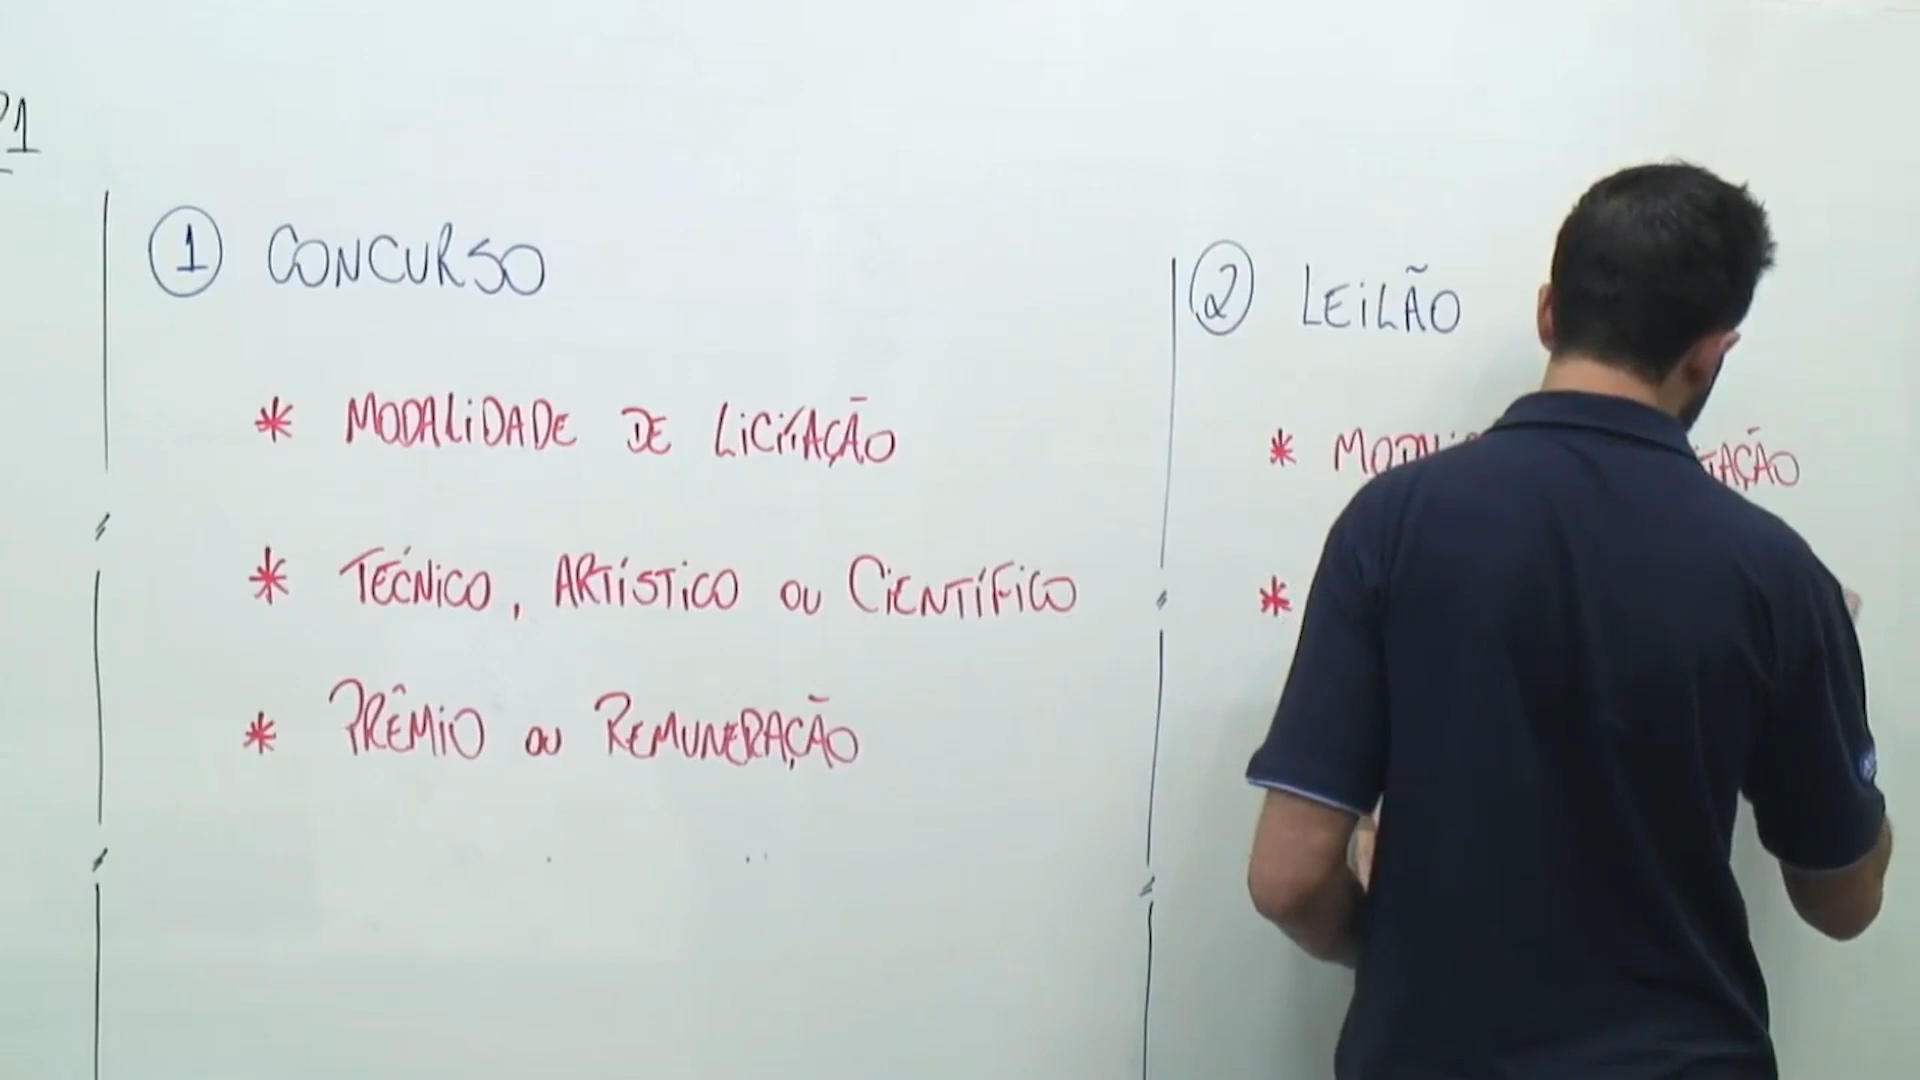 1 CONCURSO
* MODALIDADE DE LICITAÇÃO
* TÉCNICO, ARTÍSTICO OU CIENTÍFICO
* PRÊMIO OU REMUNERAÇÃO
2 LEILÃO
*
*